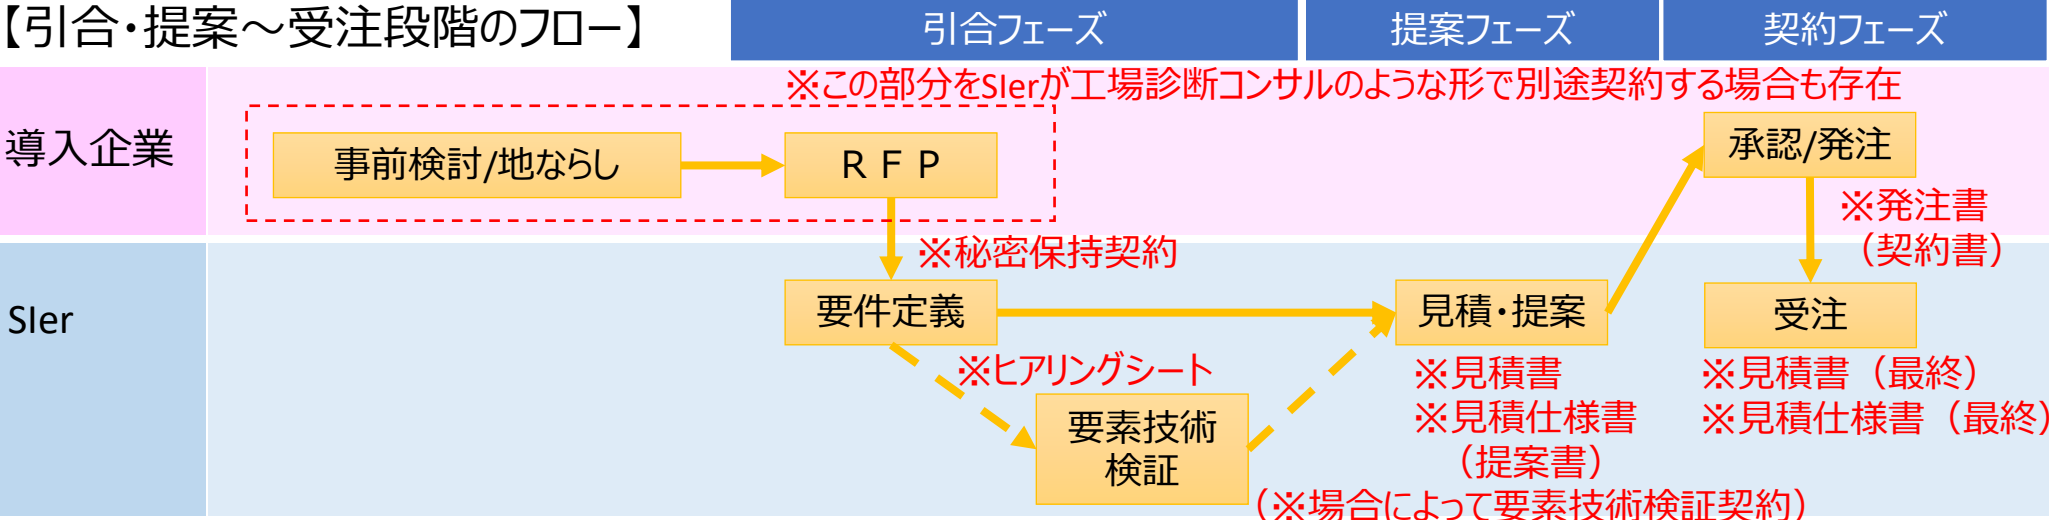 【引合・提案～受注段階のフロー】
引合フェーズ
提案フェーズ
契約フェーズ
※この部分をSIerが工場診断コンサルのような形で別途契約する場合も存在
導入企業
事前検討/地ならし
ＲＦＰ
承認/発注
※発注書
（契約書）
※秘密保持契約
SIer
要件定義
見積・提案
受注
※ヒアリングシート
要素技術
検証
※見積書
※見積仕様書
（提案書）
※見積書（最終）
※見積仕様書（最終）
（※場合によって要素技術検証契約）